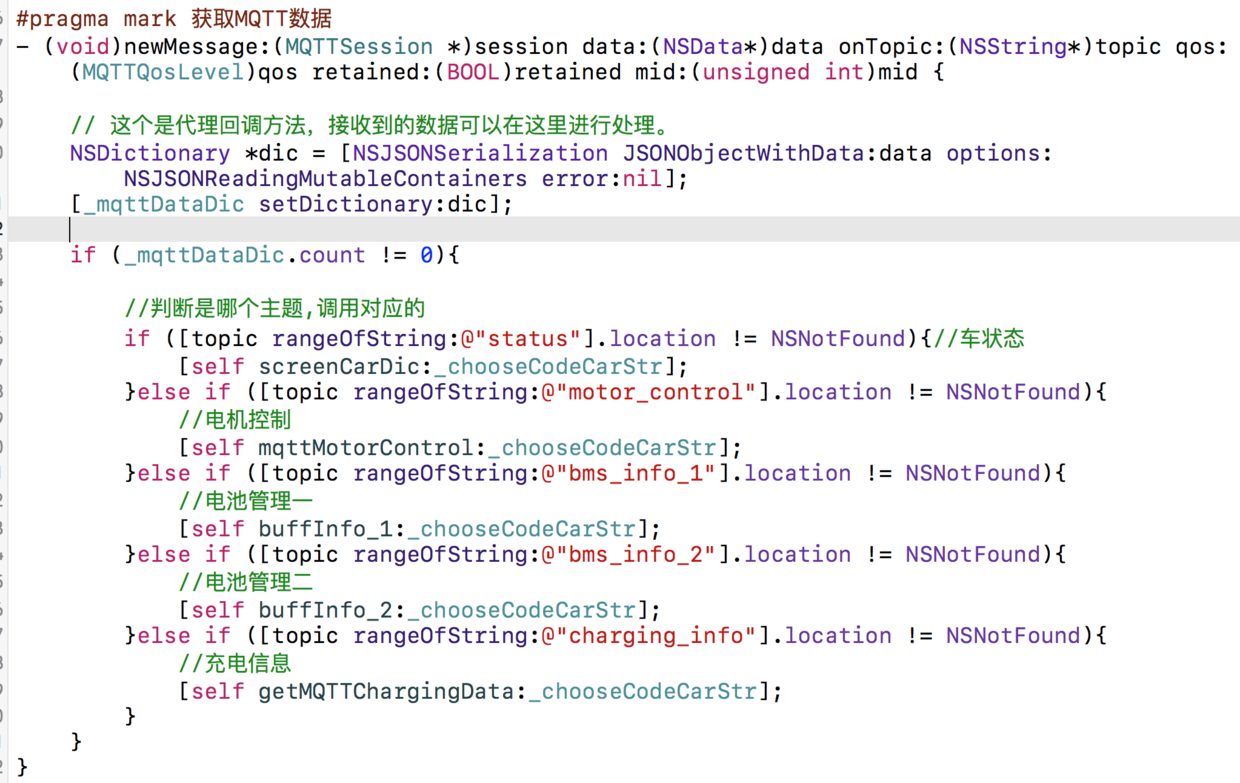 #pragma mark 获取MQTT数据
- (void)newMessage:(MQTTSession *)session data:(NSData*)data onTopic:(NSString*)topic qos:
(MQTTQosLevel)qos retained:(BOOL)retained mid:(unsigned int)mid {
// 这个是代理回调方法，接收到的数据可以在这里进行处理。
NSDictionary *dic = [NSJSONSerialization JSONObjectWithData:data options:
NSJSONReadingMutableContainers error:nil];
[_mqttDataDic setDictionary:dic];
if (_mqttDataDic.count != 0){
//判断是哪个主题,调用对应的
if ([topic rangeOfString:@"status"].location != NSNotFound){//车状态
[self screenCarDic:_chooseCodeCarStr];
}else if ([topic rangeOfString:@"motor_control"].location != NSNotFound){
//电机控制
[self mqttMotorControl:_chooseCodeCarStr];
}else if ([topic rangeOfString:@"bms_info_1"].location != NSNotFound){
//电池管理一
[self buffInfo_1:_chooseCodeCarStr];
}else if ([topic rangeOfString:@"bms_info_2"].location != NSNotFound){
//电池管理二
[self buffInfo_2:_chooseCodeCarStr];
}else if ([topic rangeOfString:@"charging_info"].location != NSNotFound){
//充电信息
[self getMQTTChargingData:_chooseCodeCarStr];
}
}
}